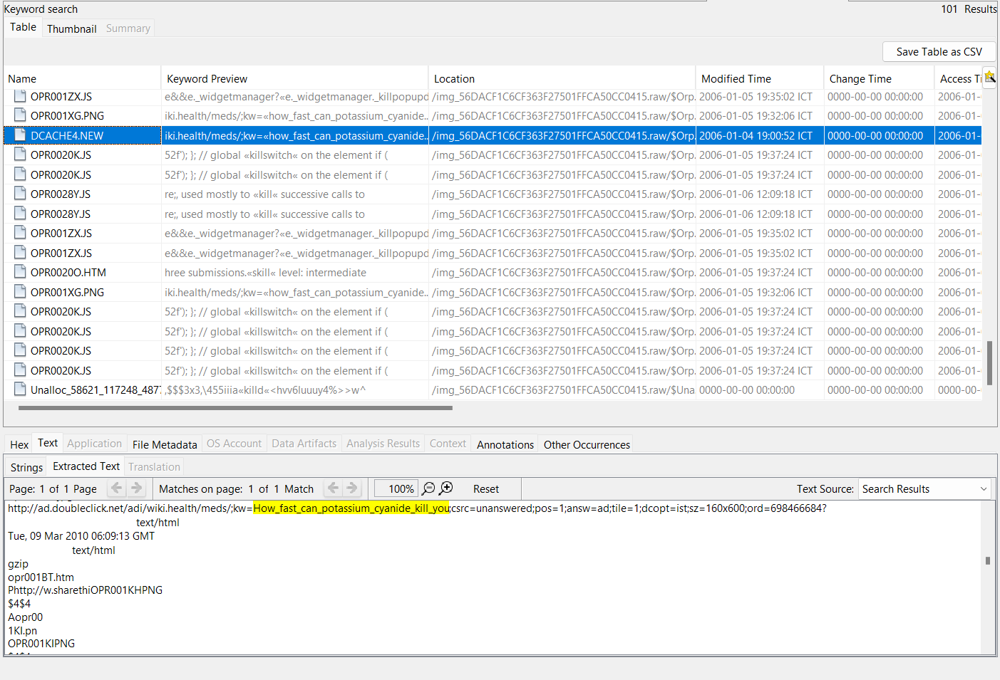 Keyword search 101 Results
Table Thumbnail Summary
Save Table as CSV
Name Keyword Preview Location Modified Time Change Time Access Ti
OPR001ZX.JS e&&e._widgetmanager?«e._widgetmanager._killpopupd /img_56DACF1C6CF363F27501FFCA50CC0415.raw/$Orp. 2006-01-05 19:35:02 ICT 0000-00-00 00:00:00 2006-01-
OPR001XG.PNG iki.health/meds/;kw=«how_fast_can_potassium_cyanide... /img_56DACF1C6CF363F27501FFCA50CC0415.raw/$Orp. 2006-01-05 19:32:06 ICT 0000-00-00 00:00:00 2006-01-
DCACHE4.NEW iki.health/meds/;kw=«how_fast_can_potassium_cyanide... /img_56DACF1C6CF363F27501FFCA50CC0415.raw/$Orp. 2006-01-04 19:00:52 ICT 0000-00-00 00:00:00 2006-01-
OPR0020K.JS 52f'); }; // global «killswitch« on the element if ( /img_56DACF1C6CF363F27501FFCA50CC0415.raw/$Orp. 2006-01-05 19:37:24 ICT 0000-00-00 00:00:00 2006-01-
OPR0020K.JS 52f'); }; // global «killswitch« on the element if ( /img_56DACF1C6CF363F27501FFCA50CC0415.raw/$Orp. 2006-01-05 19:37:24 ICT 0000-00-00 00:00:00 2006-01-
OPR0028Y.JS re;, used mostly to «kill« successive calls to /img_56DACF1C6CF363F27501FFCA50CC0415.raw/$Orp. 2006-01-06 12:09:18 ICT 0000-00-00 00:00:00 2006-01-
OPR0028Y.JS re;, used mostly to «kill« successive calls to /img_56DACF1C6CF363F27501FFCA50CC0415.raw/$Orp. 2006-01-06 12:09:18 ICT 0000-00-00 00:00:00 2006-01-
OPR001ZX.JS e&&e._widgetmanager?«e._widgetmanager._killpopupd /img_56DACF1C6CF363F27501FFCA50CC0415.raw/$Orp. 2006-01-05 19:35:02 ICT 0000-00-00 00:00:00 2006-01-
OPR001ZX.JS e&&e._widgetmanager?«e._widgetmanager._killpopupd /img_56DACF1C6CF363F27501FFCA50CC0415.raw/$Orp. 2006-01-05 19:35:02 ICT 0000-00-00 00:00:00 2006-01-
OPR0020O.HTM hree submissions.«skill« level: intermediate /img_56DACF1C6CF363F27501FFCA50CC0415.raw/$Orp. 2006-01-05 19:37:24 ICT 0000-00-00 00:00:00 2006-01-
OPR001XG.PNG iki.health/meds/;kw=«how_fast_can_potassium_cyanide... /img_56DACF1C6CF363F27501FFCA50CC0415.raw/$Orp. 2006-01-05 19:32:06 ICT 0000-00-00 00:00:00 2006-01-
OPR0020K.JS 52f'); }; // global «killswitch« on the element if ( /img_56DACF1C6CF363F27501FFCA50CC0415.raw/$Orp. 2006-01-05 19:37:24 ICT 0000-00-00 00:00:00 2006-01-
OPR0020K.JS 52f'); }; // global «killswitch« on the element if ( /img_56DACF1C6CF363F27501FFCA50CC0415.raw/$Orp. 2006-01-05 19:37:24 ICT 0000-00-00 00:00:00 2006-01-
OPR0020K.JS 52f'); }; // global «killswitch« on the element if ( /img_56DACF1C6CF363F27501FFCA50CC0415.raw/$Orp. 2006-01-05 19:37:24 ICT 0000-00-00 00:00:00 2006-01-
OPR0020K.JS 52f'); }; // global «killswitch« on the element if ( /img_56DACF1C6CF363F27501FFCA50CC0415.raw/$Orp. 2006-01-05 19:37:24 ICT 0000-00-00 00:00:00 2006-01-
Unalloc_58621_117248_4877 ,$$$3x3,\455iiia«killd«<hvv6luuuy4%>>w^ /img_56DACF1C6CF363F27501FFCA50CC0415.raw/$Una 0000-00-00 00:00:00 0000-00-00 00:00:00 0000-00-
Hex Text Application File Metadata OS Account Data Artifacts Analysis Results Context Annotations Other Occurrences
Strings Extracted Text Translation
Page: 1 of 1 Page Matches on page: 1 of 1 Match 100% Reset Text Source: Search Results
http://ad.doubleclick.net/adi/wiki.health/meds/;kw=How_fast_can_potassium_cyanide_kill_you;csrc=unanswered;pos=1;answ=ad;tile=1;dcopt=ist;sz=160x600;ord=698466684?
text/html
Tue, 09 Mar 2010 06:09:13 GMT
text/html
gzip
opr001BT.htm
Phttp://w.sharethiOPR001KHPNG
$4$4
Aopr00
1KI.pn
OPR001KIPNG